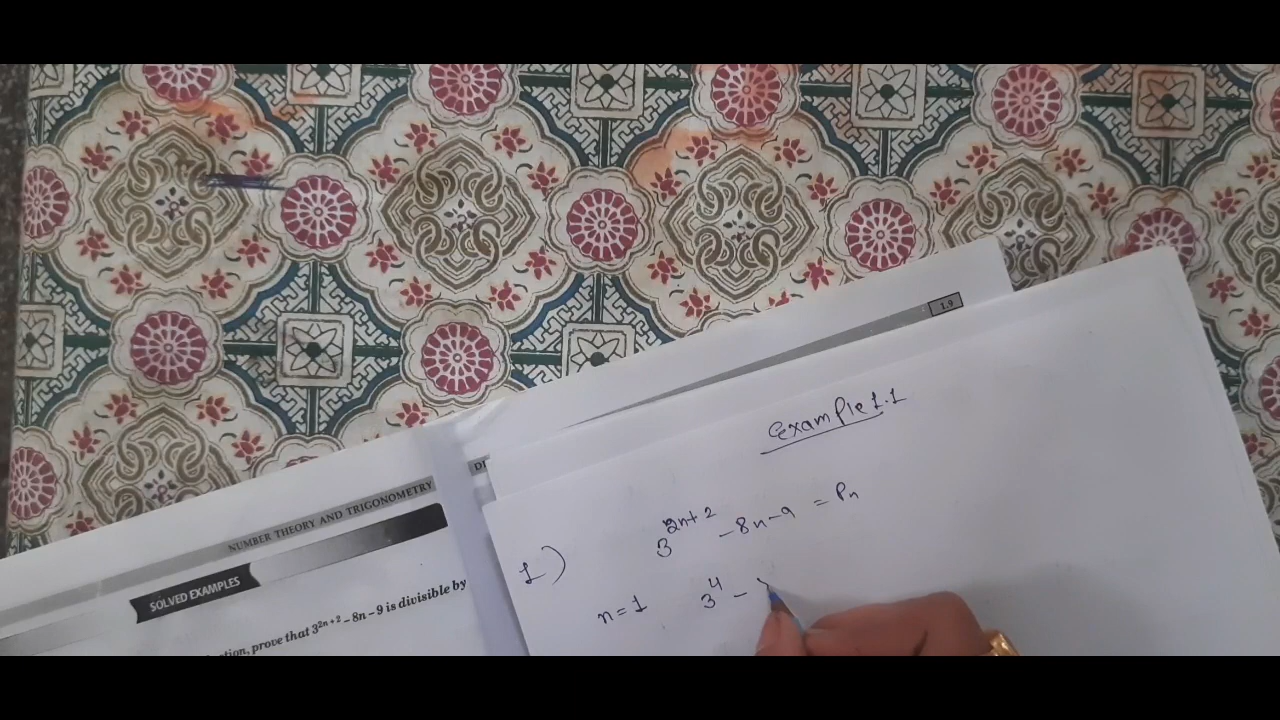 1.9
NUMBER THEORY AND TRIGONOMETRY
SOLVED EXAMPLES
prove that 3²ⁿ⁺² – 8n – 9 is divisible by
Example 1.1
1) 3²ⁿ⁺² - 8n - 9 = Pn
n = 1 3⁴ -